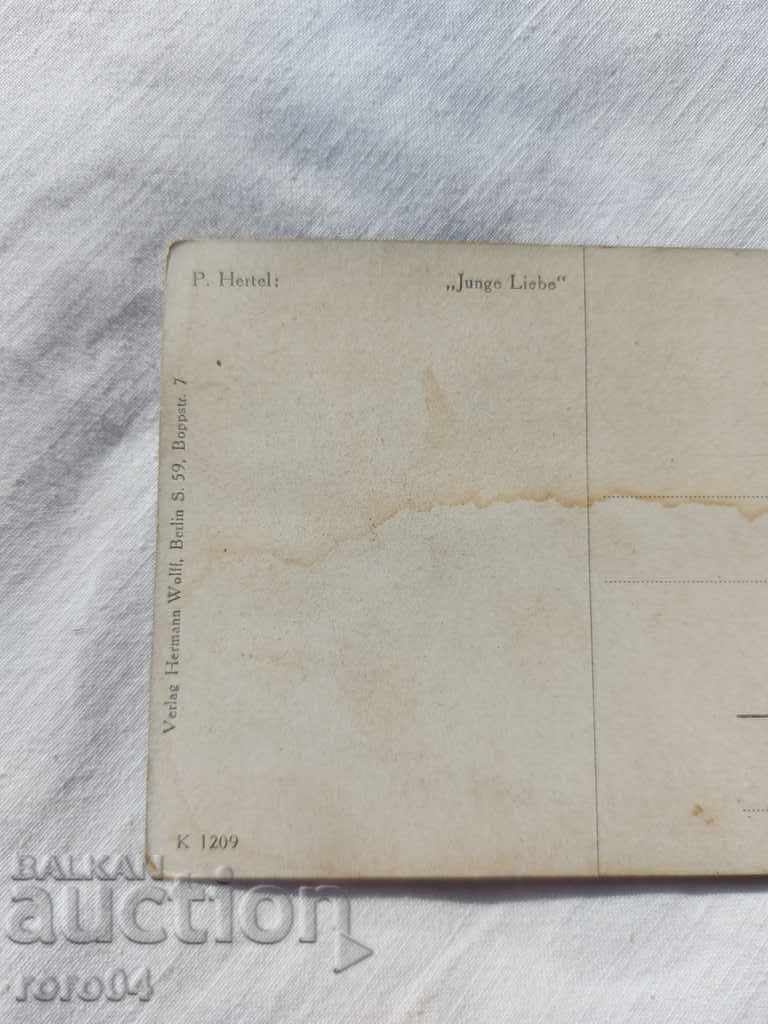 P. Hertel: „Junge Liebe“
Verlag Hermann Wolff, Berlin S. 59, Boppstr. 7
K 1209
BALKAN
auction
roro04